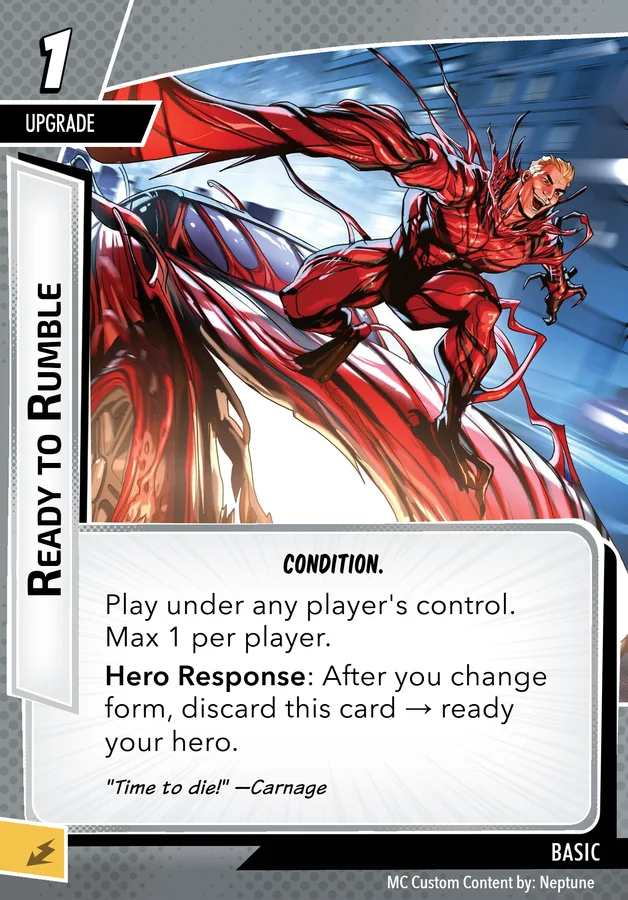 1
UPGRADE
READY TO RUMBLE
CONDITION.
Play under any player's control.
Max 1 per player.
Hero Response: After you change
form, discard this card → ready
your hero.
"Time to die!" —Carnage
BASIC
MC Custom Content by: Neptune